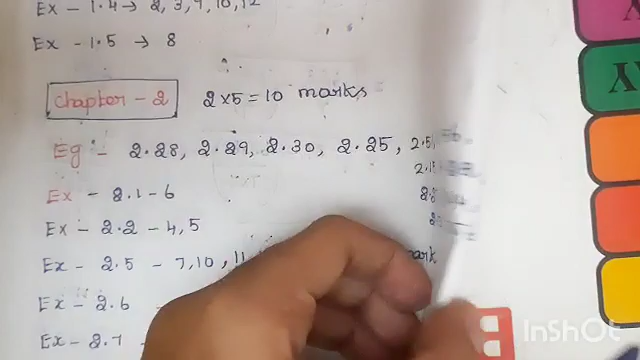 Ex - 1.4 → 2, 3, 9, 10, 12
Ex - 1.5 → 8
Chapter - 2 2 x 5 = 10 marks
Eg - 2.28, 2.29, 2.30, 2.25,
Ex - 2.1 - 6
Ex - 2.2 - 4, 5
Ex - 2.5 - 7, 10, 11
Ex - 2.6
Ex - 2.7
InShOt